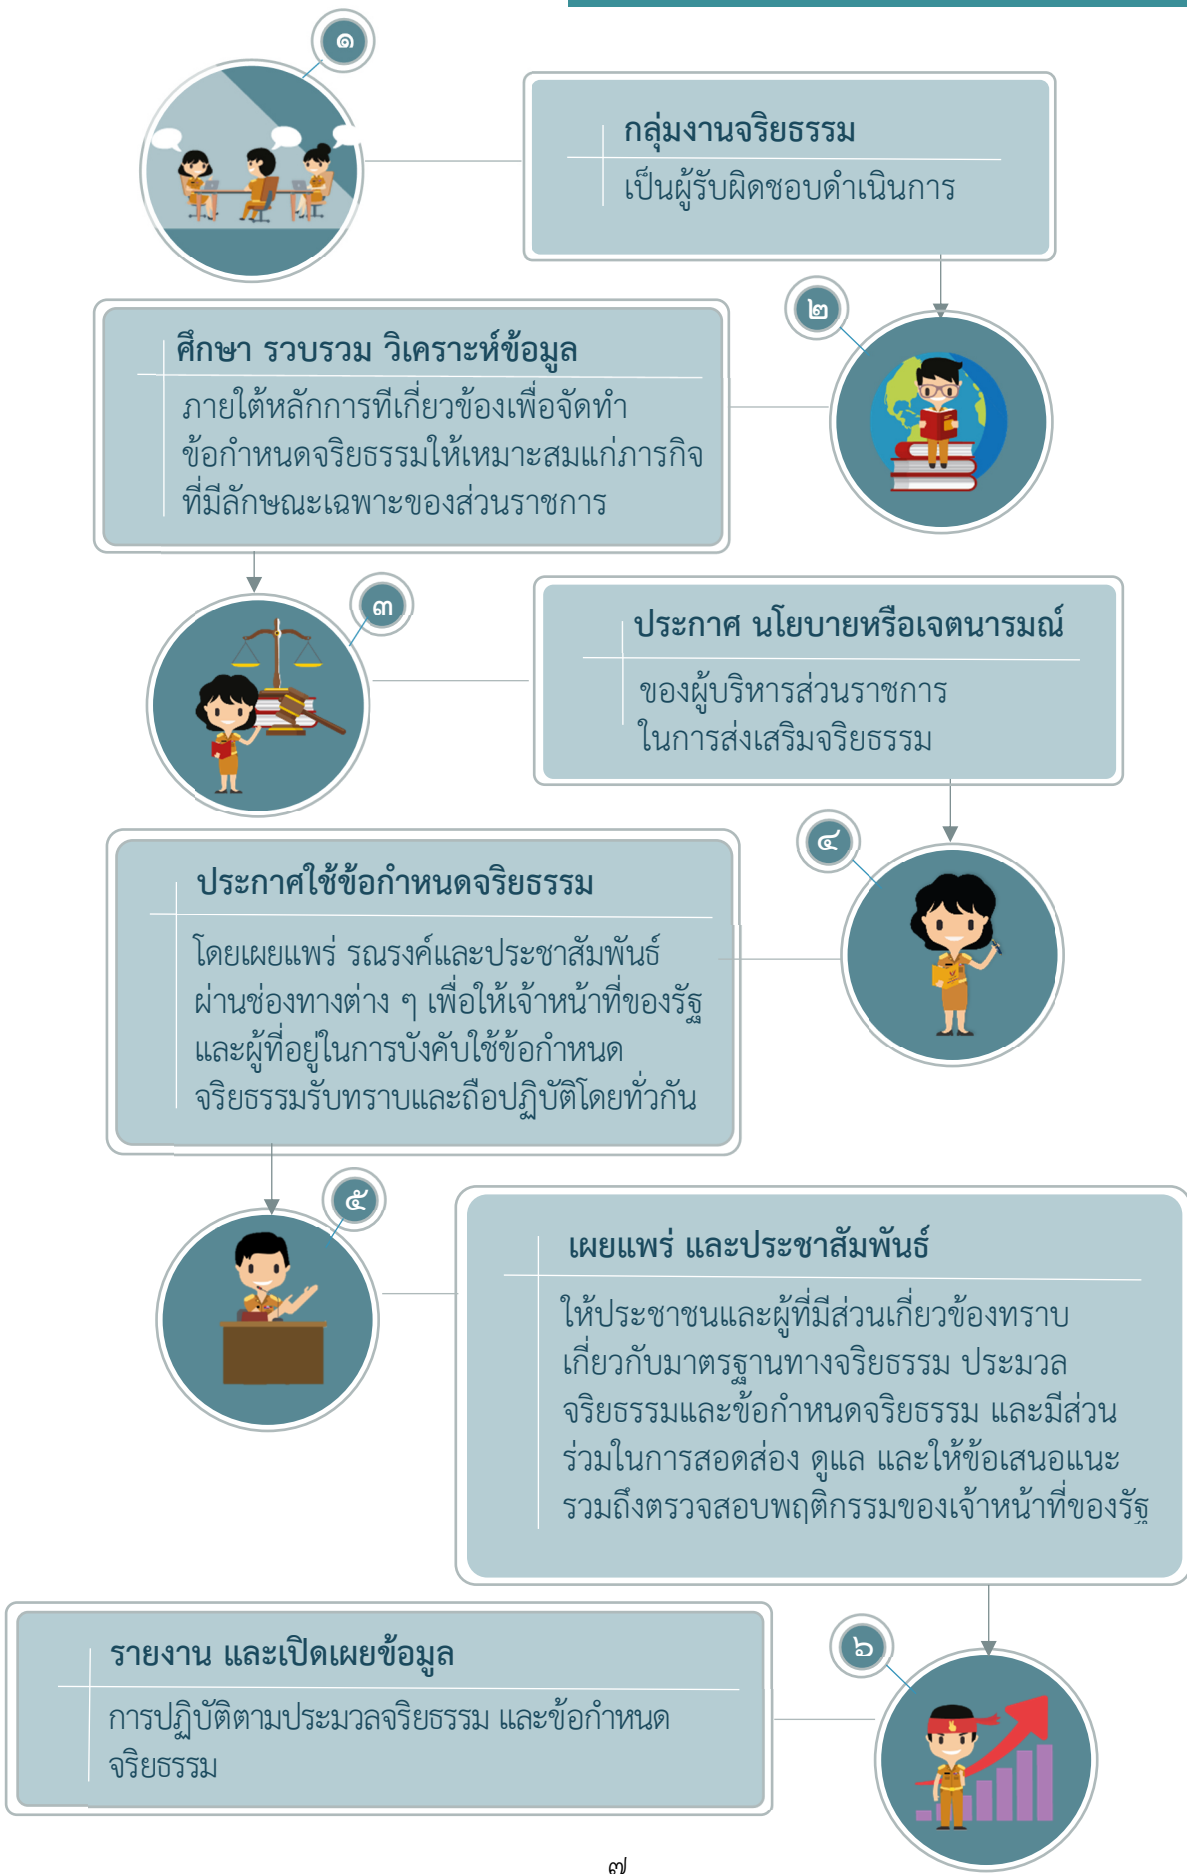 ๑
กลุ่มงานจริยธรรม
เป็นผู้รับผิดชอบดำเนินการ
๒
ศึกษา รวบรวม วิเคราะห์ข้อมูล
ภายใต้หลักการทีเกี่ยวข้องเพื่อจัดทำ
ข้อกำหนดจริยธรรมให้เหมาะสมแก่ภารกิจ
ที่มีลักษณะเฉพาะของส่วนราชการ
๓
ประกาศ นโยบายหรือเจตนารมณ์
ของผู้บริหารส่วนราชการ
ในการส่งเสริมจริยธรรม
๔
ประกาศใช้ข้อกำหนดจริยธรรม
โดยเผยแพร่ รณรงค์และประชาสัมพันธ์
ผ่านช่องทางต่าง ๆ เพื่อให้เจ้าหน้าที่ของรัฐ
และผู้ที่อยู่ในการบังคับใช้ข้อกำหนด
จริยธรรมรับทราบและถือปฏิบัติโดยทั่วกัน
๕
เผยแพร่ และประชาสัมพันธ์
ให้ประชาชนและผู้ที่มีส่วนเกี่ยวข้องทราบ
เกี่ยวกับมาตรฐานทางจริยธรรม ประมวล
จริยธรรมและข้อกำหนดจริยธรรม และมีส่วน
ร่วมในการสอดส่อง ดูแล และให้ข้อเสนอแนะ
รวมถึงตรวจสอบพฤติกรรมของเจ้าหน้าที่ของรัฐ
๖
รายงาน และเปิดเผยข้อมูล
การปฏิบัติตามประมวลจริยธรรม และข้อกำหนด
จริยธรรม
๗